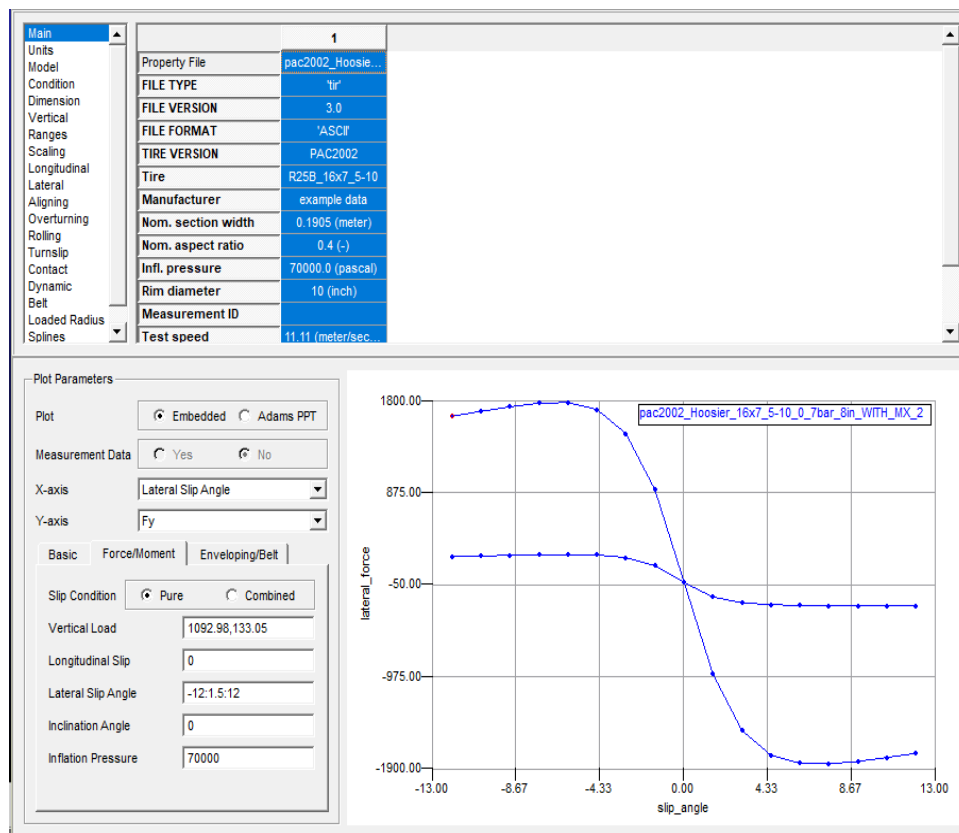 Main
Units
Model
Condition
Dimension
Vertical
Ranges
Scaling
Longitudinal
Lateral
Aligning
Overturning
Rolling
Turnslip
Contact
Dynamic
Belt
Loaded Radius
Splines
1
Property File pac2002_Hoosie...
FILE TYPE 'tir'
FILE VERSION 3.0
FILE FORMAT 'ASCII'
TIRE VERSION PAC2002
Tire R25B_16x7_5-10
Manufacturer example data
Nom. section width 0.1905 (meter)
Nom. aspect ratio 0.4 (-)
Infl. pressure 70000.0 (pascal)
Rim diameter 10 (inch)
Measurement ID
Test speed 11.11 (meter/sec...
Plot Parameters
Plot Embedded Adams PPT
Measurement Data Yes No
X-axis Lateral Slip Angle
Y-axis Fy
Basic Force/Moment Enveloping/Belt
Slip Condition Pure Combined
Vertical Load 1092.98,133.05
Longitudinal Slip 0
Lateral Slip Angle -12:1.5:12
Inclination Angle 0
Inflation Pressure 70000
pac2002_Hoosier_16x7_5-10_0_7bar_8in_WITH_MX_2
1800.00
875.00
-50.00
-975.00
-1900.00
lateral_force
-13.00 -8.67 -4.33 0.00 4.33 8.67 13.00
slip_angle